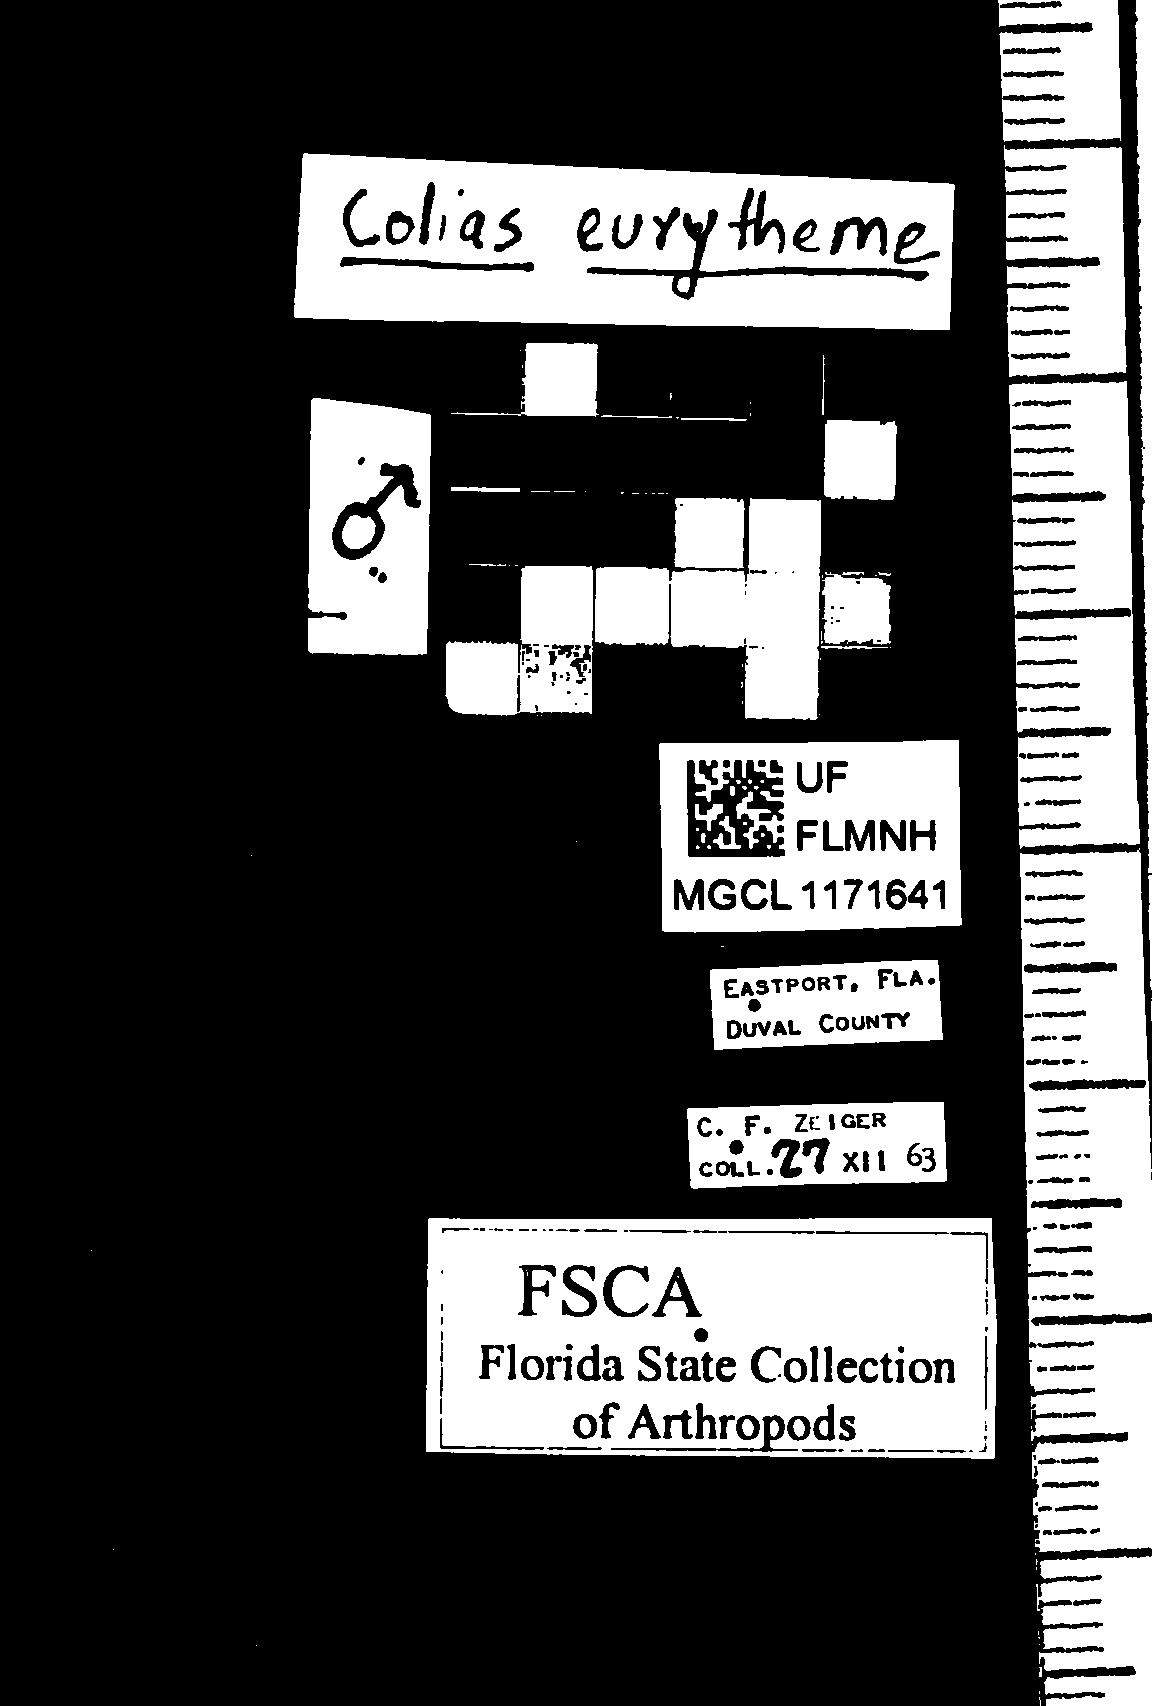 Colias eurytheme
♂
UF
FLMNH
MGCL 1171641
EASTPORT, FLA.
DUVAL COUNTY
C. F. ZEIGER
COLL. 27 XII 63
FSCA
Florida State Collection
of Arthropods